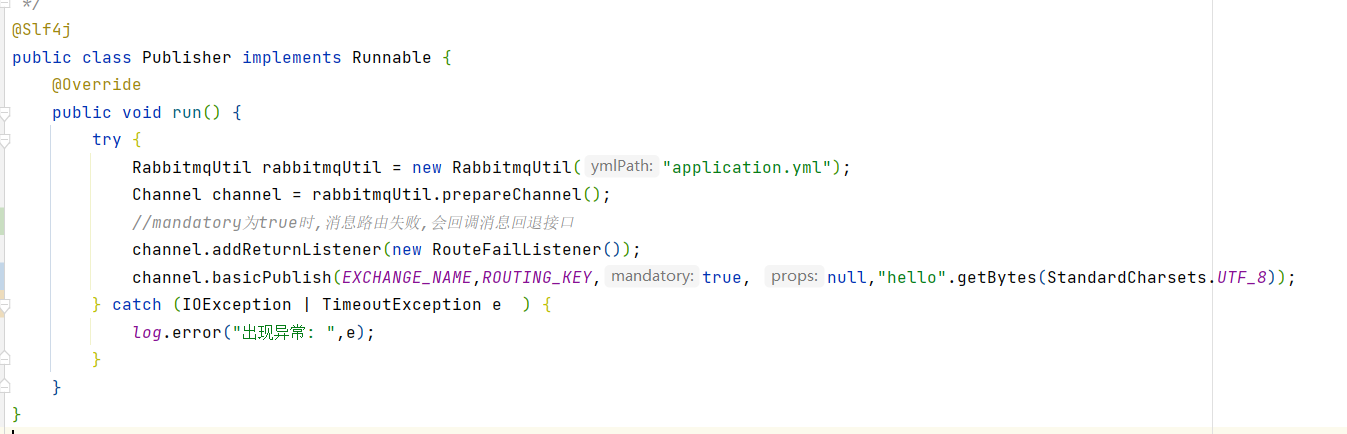 */
@Slf4j
public class Publisher implements Runnable {
@Override
public void run() {
try {
RabbitmqUtil rabbitmqUtil = new RabbitmqUtil( ymlPath: "application.yml");
Channel channel = rabbitmqUtil.prepareChannel();
//mandatory为true时,消息路由失败,会回调消息回退接口
channel.addReturnListener(new RouteFailListener());
channel.basicPublish(EXCHANGE_NAME,ROUTING_KEY, mandatory: true, props: null,"hello".getBytes(StandardCharsets.UTF_8));
} catch (IOException | TimeoutException e  ) {
log.error("出现异常: ",e);
}
}
}